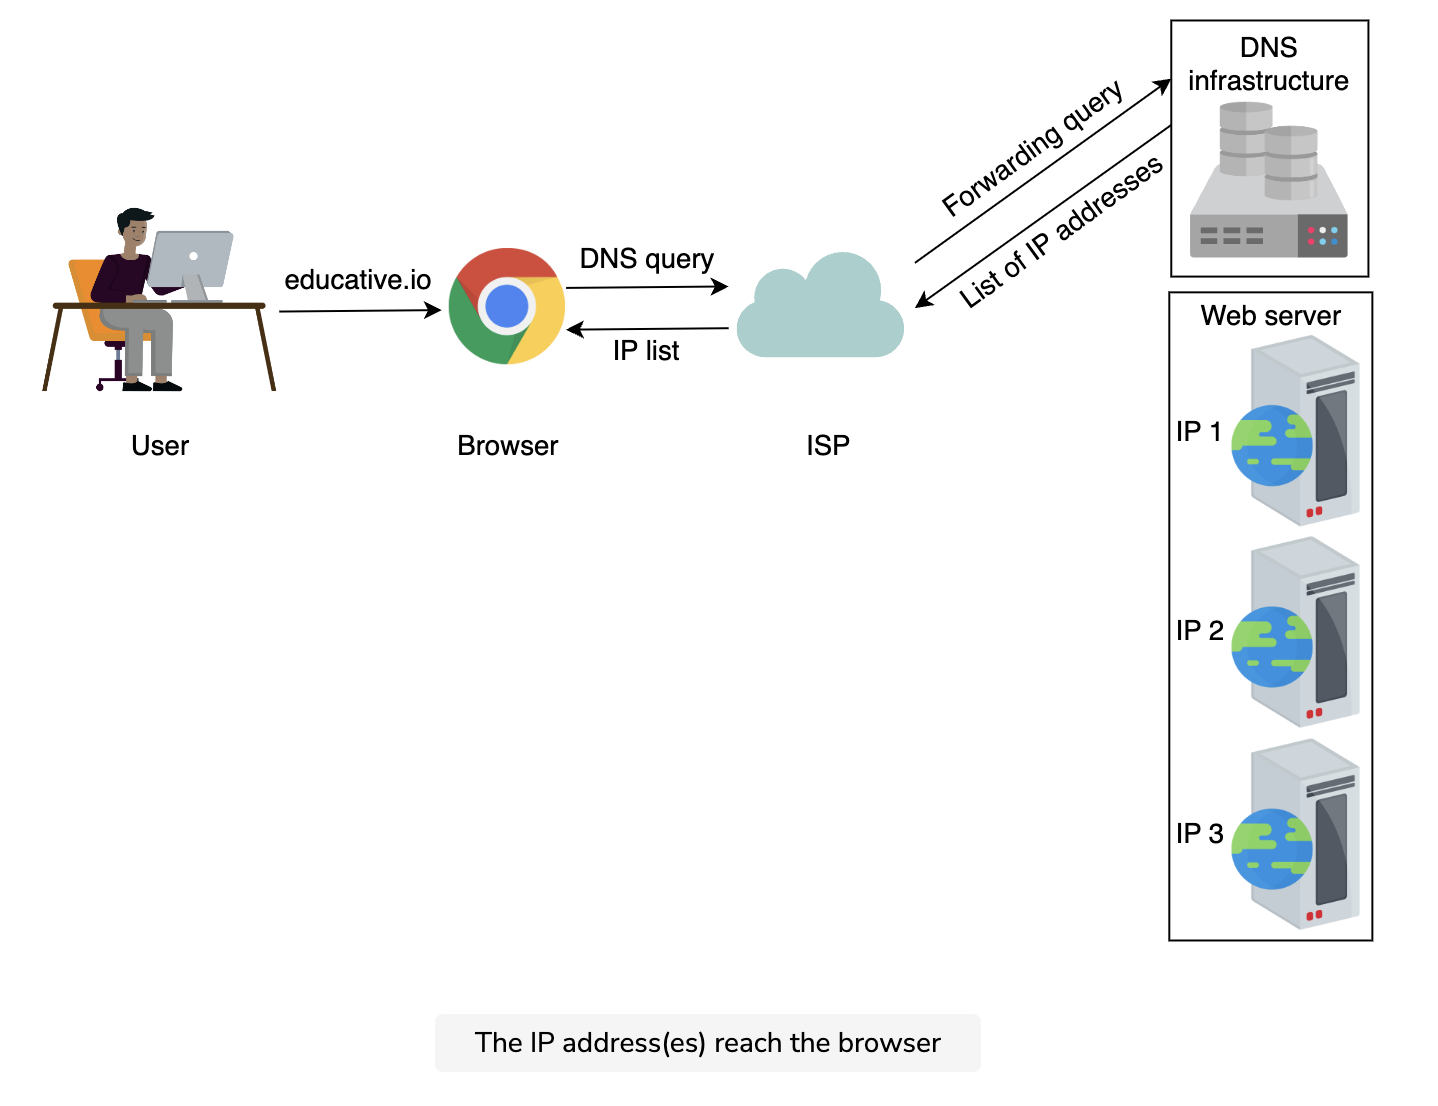 DNS
infrastructure
Forwarding query
List of IP addresses
educative.io
DNS query
IP list
User
Browser
ISP
Web server
IP 1
IP 2
IP 3
The IP address(es) reach the browser